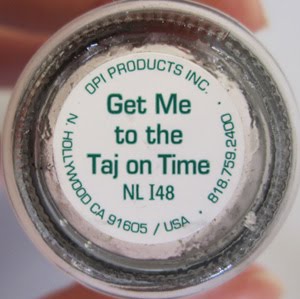 OPI PRODUCTS INC. · 818.759.2400 · N. HOLLYWOOD CA 91605 / USA ·
Get Me
to the
Taj on Time
NL I48